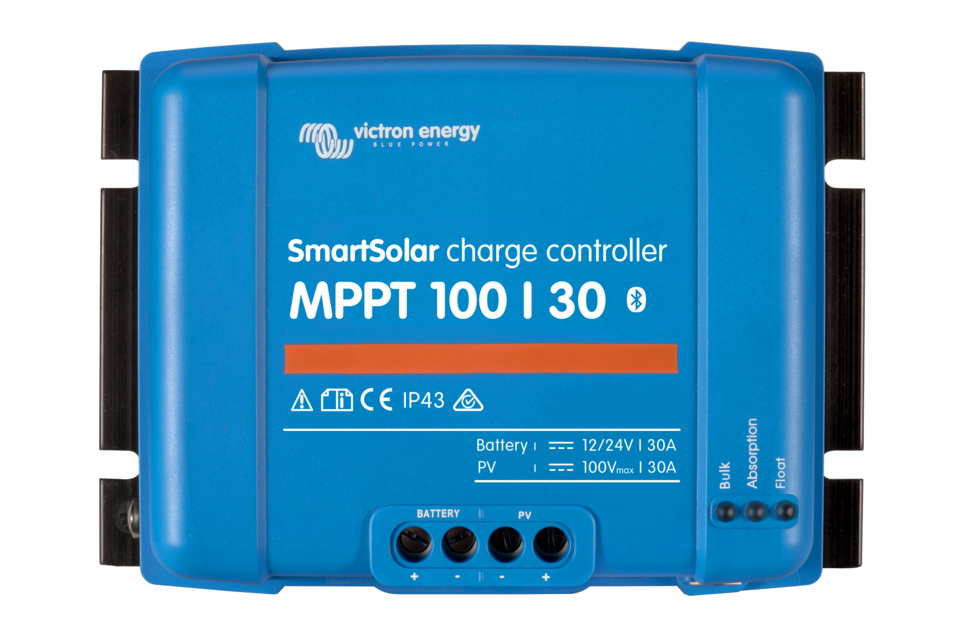 victron energy
BLUE POWER
SmartSolar charge controller
MPPT 100 | 30
CE IP43
Battery | 12/24V | 30A
PV | 100Vmax | 30A
Bulk
Absorption
Float
BATTERY PV
+ - - +